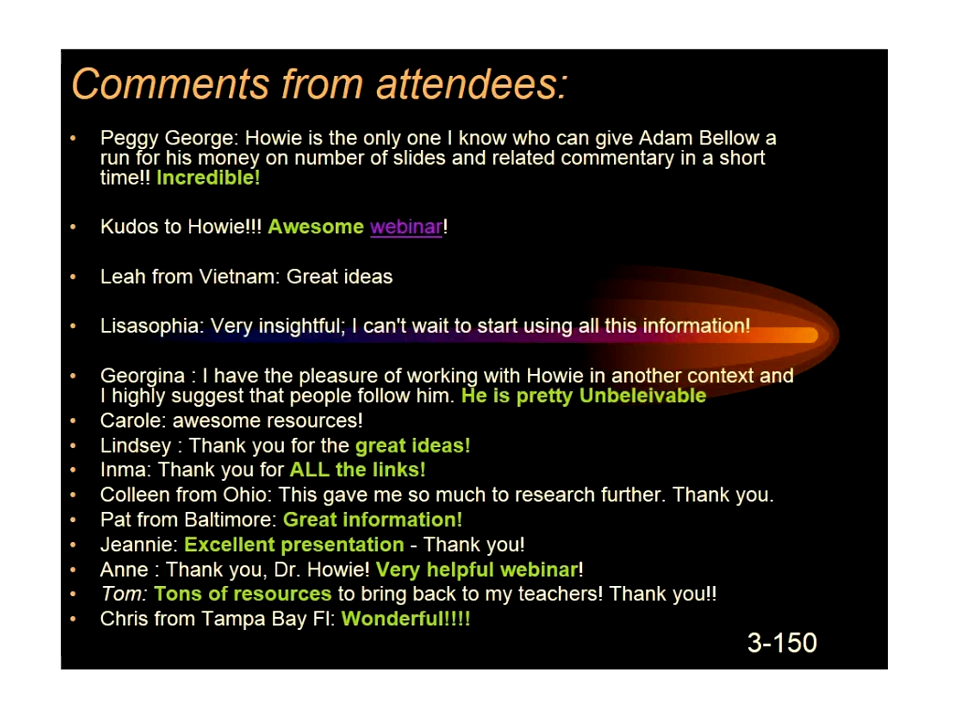 Comments from attendees:
• Peggy George: Howie is the only one I know who can give Adam Bellow a
run for his money on number of slides and related commentary in a short
time!! Incredible!
• Kudos to Howie!!! Awesome webinar!
• Leah from Vietnam: Great ideas
• Lisasophia: Very insightful; I can't wait to start using all this information!
• Georgina : I have the pleasure of working with Howie in another context and
I highly suggest that people follow him. He is pretty Unbeleivable
• Carole: awesome resources!
• Lindsey : Thank you for the great ideas!
• Inma: Thank you for ALL the links!
• Colleen from Ohio: This gave me so much to research further. Thank you.
• Pat from Baltimore: Great information!
• Jeannie: Excellent presentation - Thank you!
• Anne : Thank you, Dr. Howie! Very helpful webinar!
• Tom: Tons of resources to bring back to my teachers! Thank you!!
• Chris from Tampa Bay Fl: Wonderful!!!!
3-150